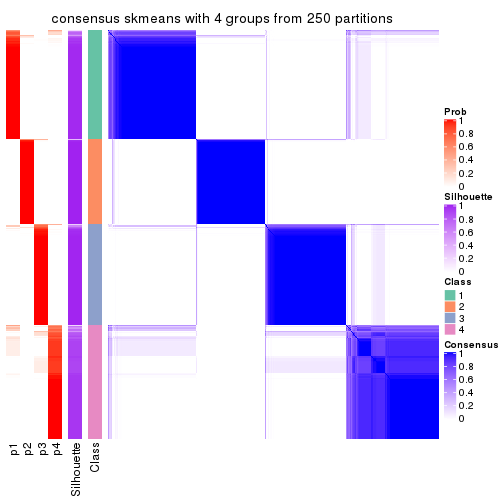 consensus skmeans with 4 groups from 250 partitions
Prob
1
0.8
0.6
0.4
0.2
0
Silhouette
1
0.8
0.6
0.4
0.2
0
Class
1
2
3
4
Consensus
1
0.8
0.6
0.4
0.2
0
p1
p2
p3
p4
Silhouette
Class